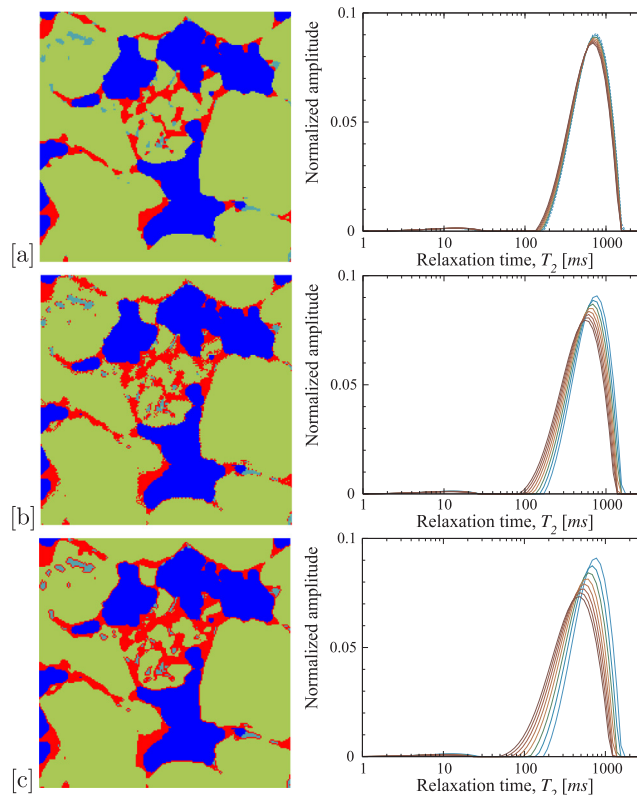 [a]
0.1
0.05
0
Normalized amplitude
1 10 100 1000
Relaxation time, T2 [ms]
[b]
0.1
0.05
0
Normalized amplitude
1 10 100 1000
Relaxation time, T2 [ms]
[c]
0.1
0.05
0
Normalized amplitude
1 10 100 1000
Relaxation time, T2 [ms]